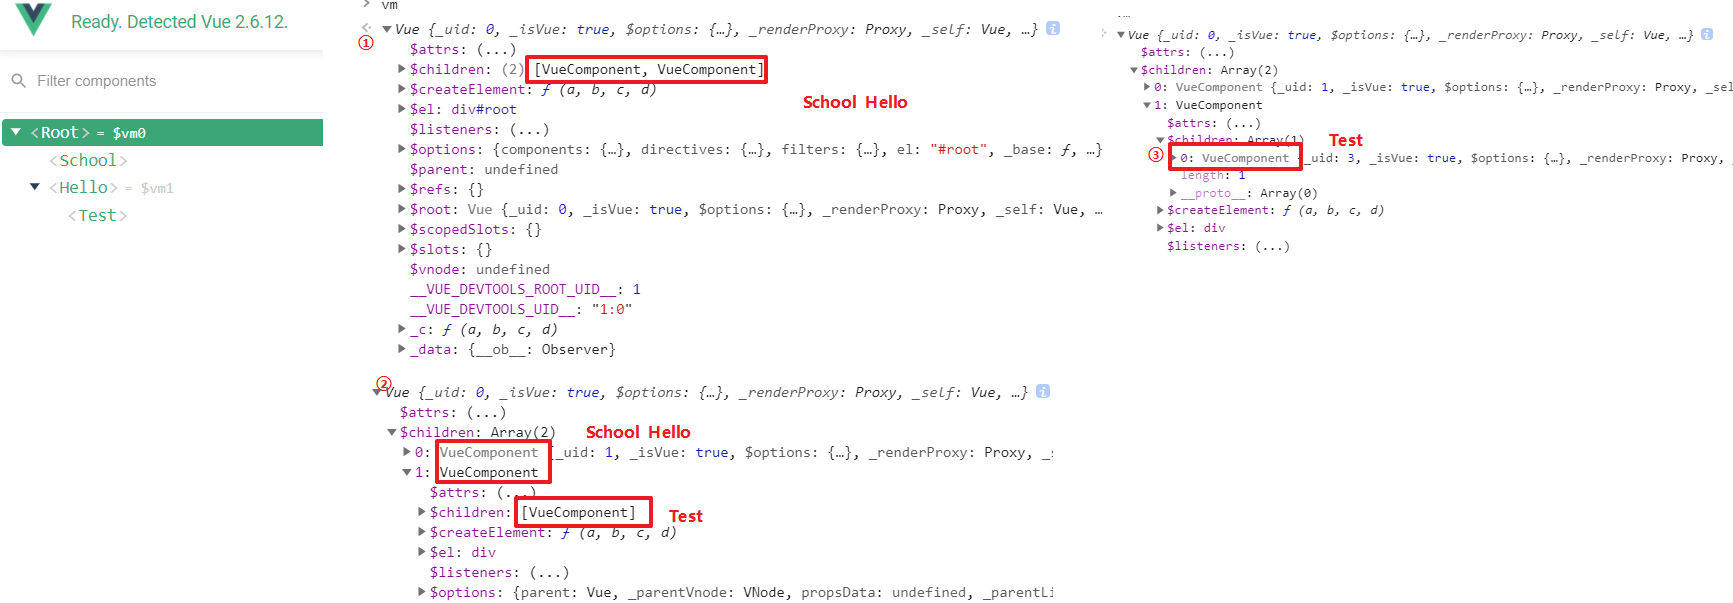 Ready. Detected Vue 2.6.12.
Filter components
<Root> = $vm0
<School>
<Hello> = $vm1
<Test>
vm
①
Vue {_uid: 0, _isVue: true, $options: {…}, _renderProxy: Proxy, _self: Vue, …}
$attrs: (...)
$children: (2) [VueComponent, VueComponent]
School Hello
$createElement: ƒ (a, b, c, d)
$el: div#root
$listeners: (...)
$options: {components: {…}, directives: {…}, filters: {…}, el: "#root", _base: ƒ, …}
$parent: undefined
$refs: {}
$root: Vue {_uid: 0, _isVue: true, $options: {…}, _renderProxy: Proxy, _self: Vue, …
$scopedSlots: {}
$slots: {}
$vnode: undefined
__VUE_DEVTOOLS_ROOT_UID__: 1
__VUE_DEVTOOLS_UID__: "1:0"
_c: ƒ (a, b, c, d)
_data: {__ob__: Observer}
②
Vue {_uid: 0, _isVue: true, $options: {…}, _renderProxy: Proxy, _self: Vue, …}
$attrs: (...)
$children: Array(2)
School Hello
0: VueComponent {_uid: 1, _isVue: true, $options: {…}, _renderProxy: Proxy, _s
1: VueComponent
$attrs: (...)
$children: [VueComponent]
Test
$createElement: ƒ (a, b, c, d)
$el: div
$listeners: (...)
$options: {parent: Vue, _parentVnode: VNode, propsData: undefined, _parentLi
Vue {_uid: 0, _isVue: true, $options: {…}, _renderProxy: Proxy, _self: Vue, …}
$attrs: (...)
$children: Array(2)
0: VueComponent {_uid: 1, _isVue: true, $options: {…}, _renderProxy: Proxy, _sel
1: VueComponent
$attrs: (...)
$children: Array(1)
Test
③
0: VueComponent {_uid: 3, _isVue: true, $options: {…}, _renderProxy: Proxy,
length: 1
__proto__: Array(0)
$createElement: ƒ (a, b, c, d)
$el: div
$listeners: (...)